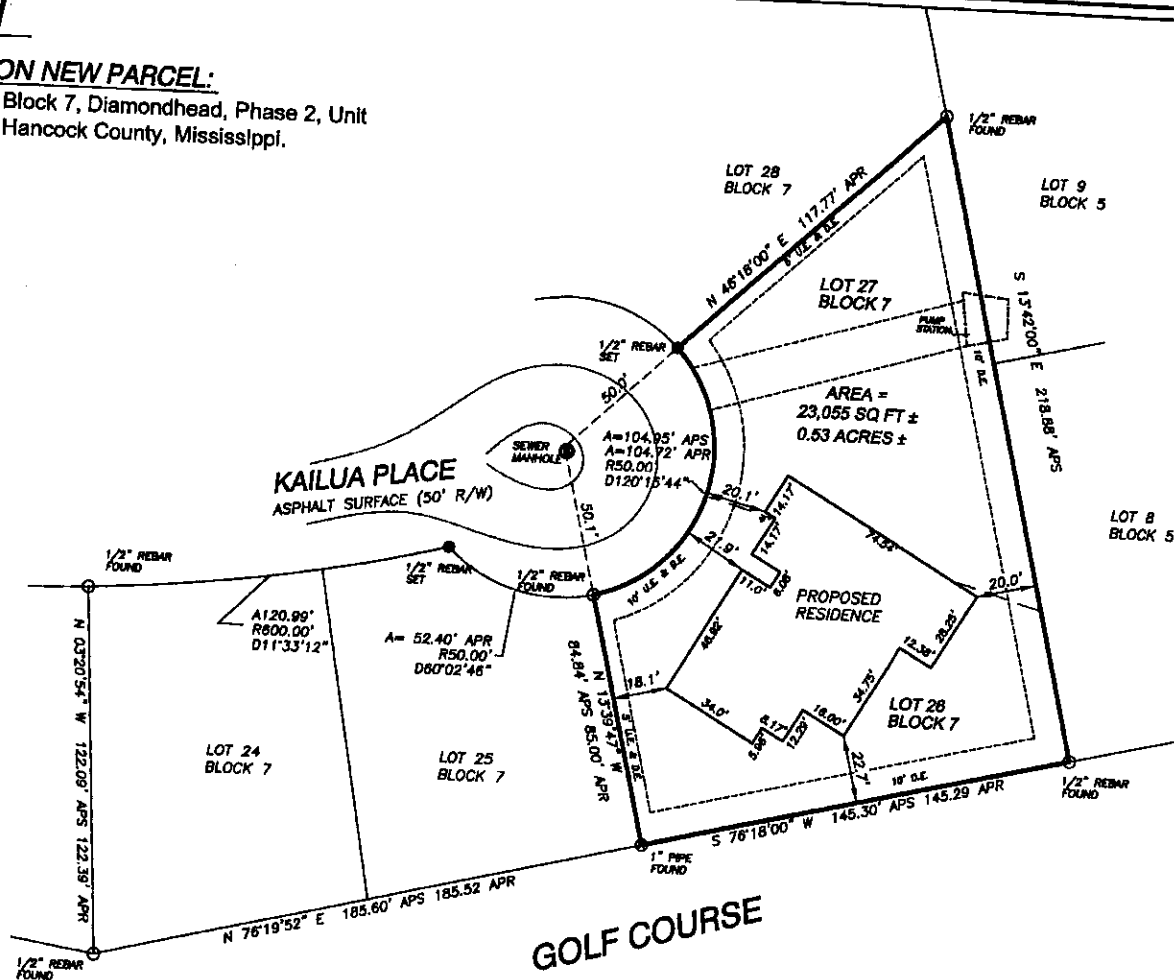 ON NEW PARCEL:
Block 7, Diamondhead, Phase 2, Unit
Hancock County, Mississippi.
1/2" REBAR
FOUND
LOT 28
BLOCK 7
LOT 9
BLOCK 5
N 48°18'00" E 117.77' APR
6' U.E. & D.E.
LOT 27
BLOCK 7
PUMP
STATION
S 13°42'00" E 218.88' APS
10' D.E.
1/2" REBAR
SET
50.0'
AREA =
23,055 SQ FT ±
0.53 ACRES ±
SEWER
MANHOLE
A=104.95' APS
A=104.72' APR
R50.00'
D120°15'44"
KAILUA PLACE
ASPHALT SURFACE (50' R/W)
50.1'
20.1'
4'
14.17'
14.17'
74.54'
LOT 8
BLOCK 5
1/2" REBAR
FOUND
1/2" REBAR
SET
1/2" REBAR
FOUND
21.9'
11.0'
6.08'
10' U.E. & D.E.
PROPOSED
RESIDENCE
20.0'
A120.99'
R600.00'
D11°33'12"
A= 52.40' APR
R50.00'
D60°02'46"
46.92'
28.25'
12.38'
34.75'
N 03°20'54" W 122.09' APS 122.39' APR
N 13°39'47" W
84.84' APS 85.00' APR
5' U.E. & D.E.
18.1'
34.0'
8.17'
12.29'
16.00'
LOT 26
BLOCK 7
LOT 24
BLOCK 7
LOT 25
BLOCK 7
22.7'
10' D.E.
1/2" REBAR
FOUND
S 76°18'00" W 145.30' APS 145.29 APR
1" PIPE
FOUND
N 76°19'52" E 185.60' APS 185.52 APR
GOLF COURSE
1/2" REBAR
FOUND